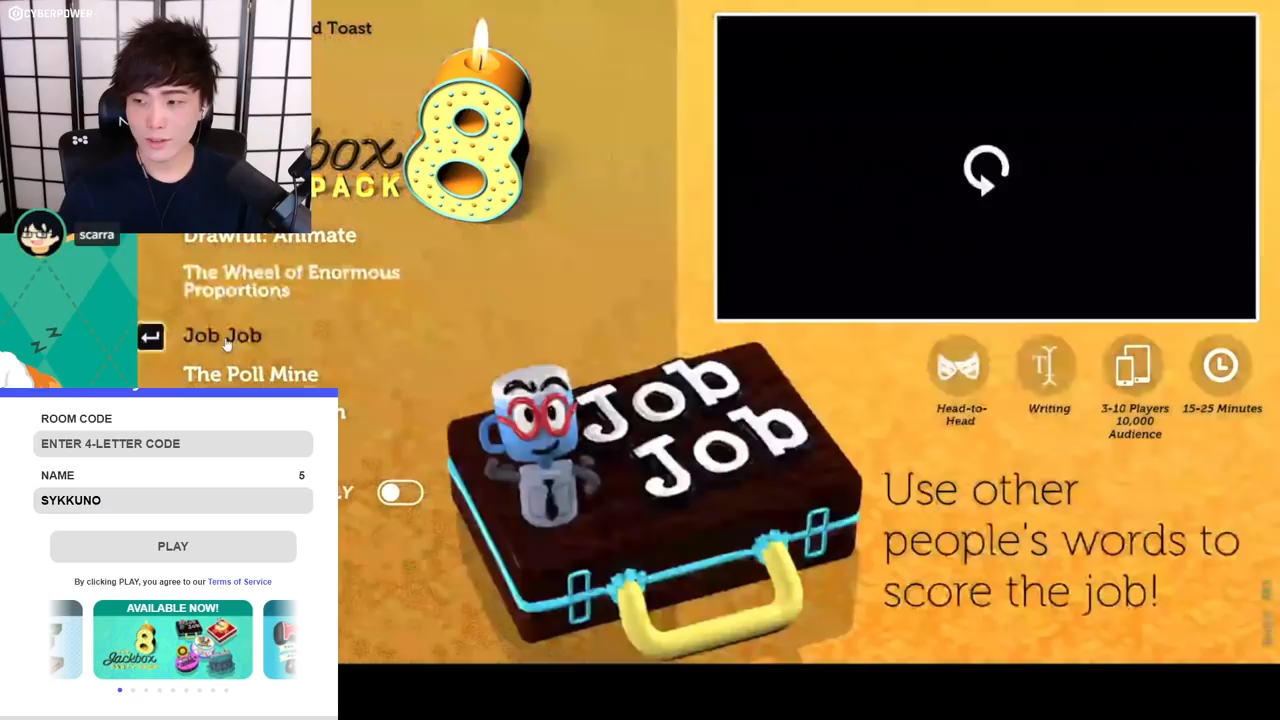 CYBERPOWER
d Toast
box
PACK
8
scarra
Drawful: Animate
The Wheel of Enormous
Proportions
Job Job
The Poll Mine
Job
Job
Head-to-
Head
Writing
3-10 Players
10,000
Audience
15-25 Minutes
Use other
people's words to
score the job!
ROOM CODE
ENTER 4-LETTER CODE
NAME 5
SYKKUNO
PLAY
By clicking PLAY, you agree to our Terms of Service
AVAILABLE NOW!
8
Jackbox